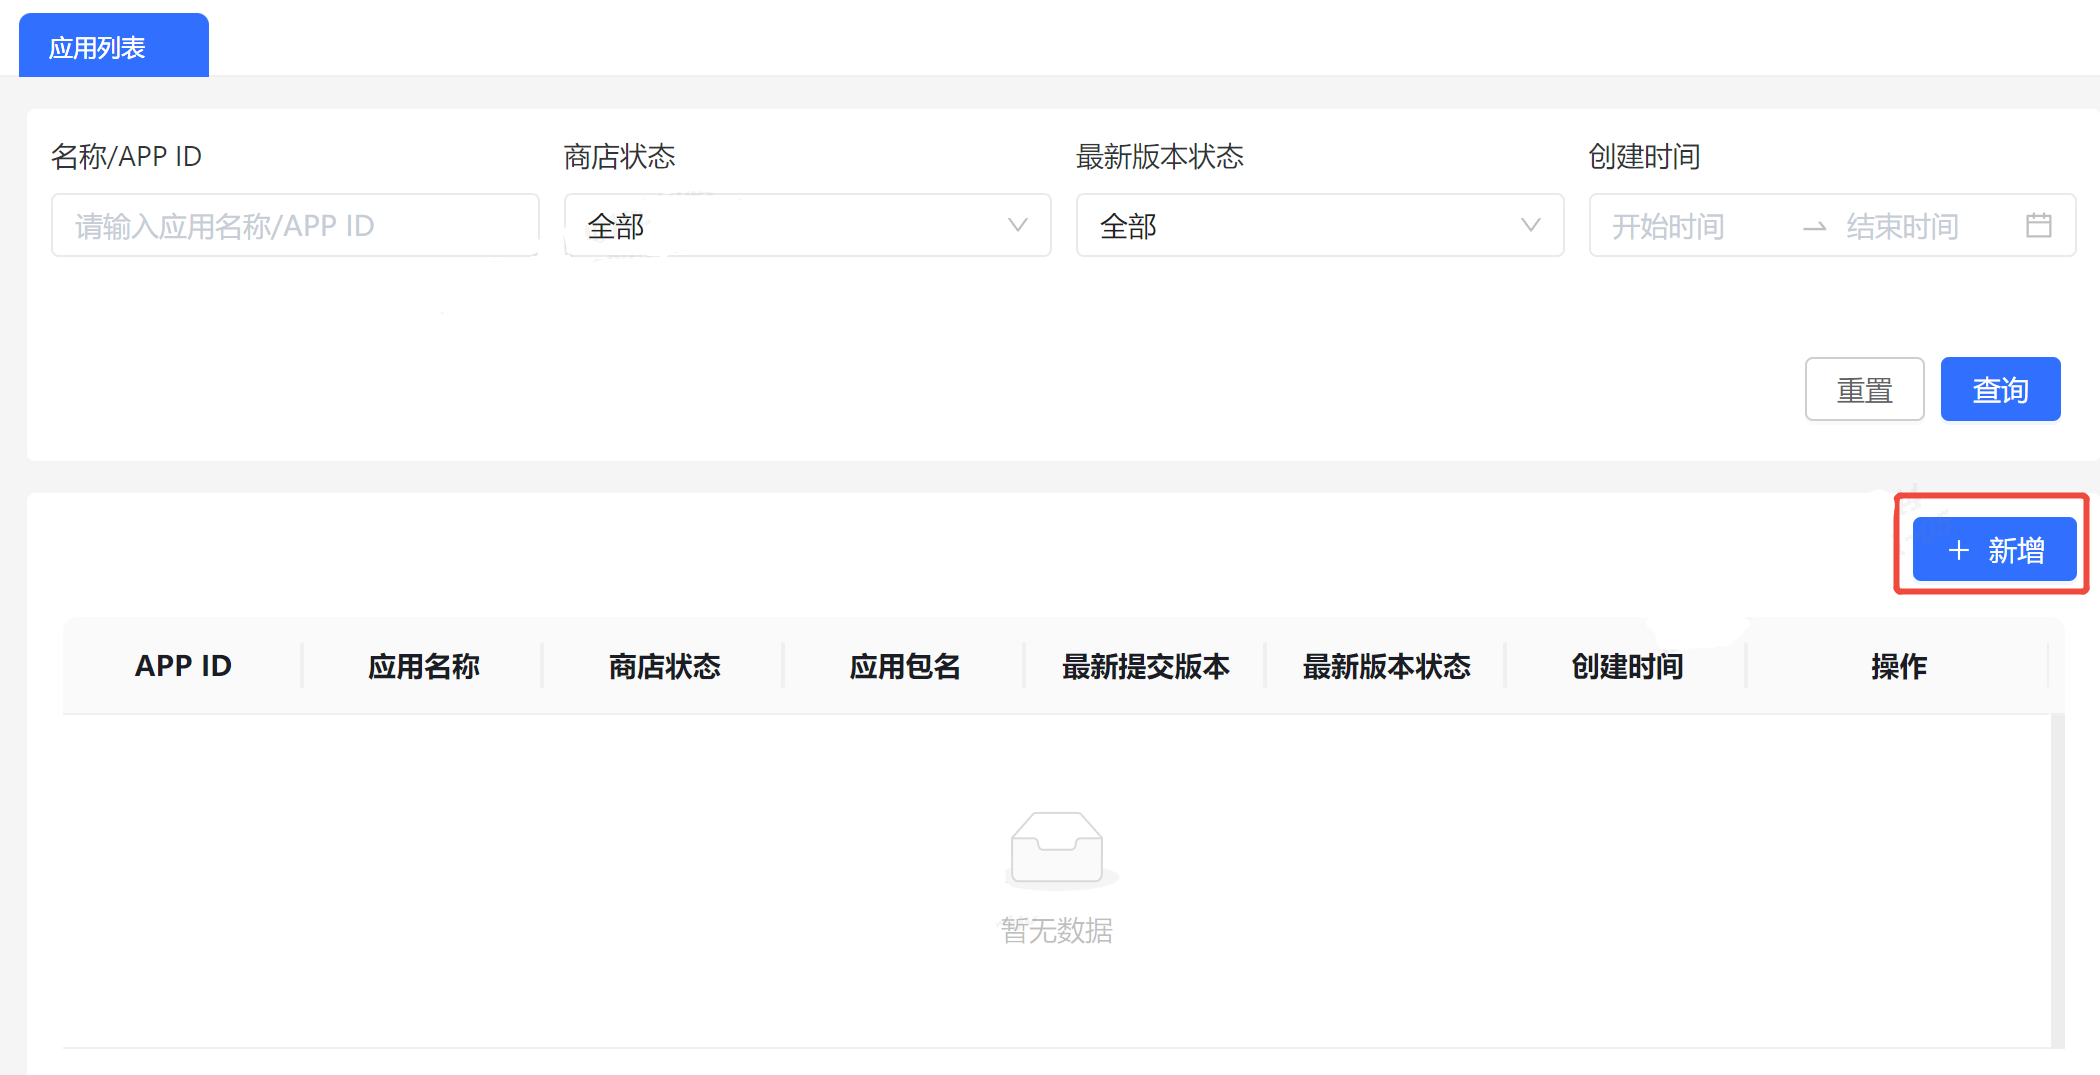 应用列表
名称/APP ID 商店状态 最新版本状态 创建时间
请输入应用名称/APP ID 全部 全部 开始时间 结束时间
重置 查询
新增
APP ID 应用名称 商店状态 应用包名 最新提交版本 最新版本状态 创建时间 操作
暂无数据